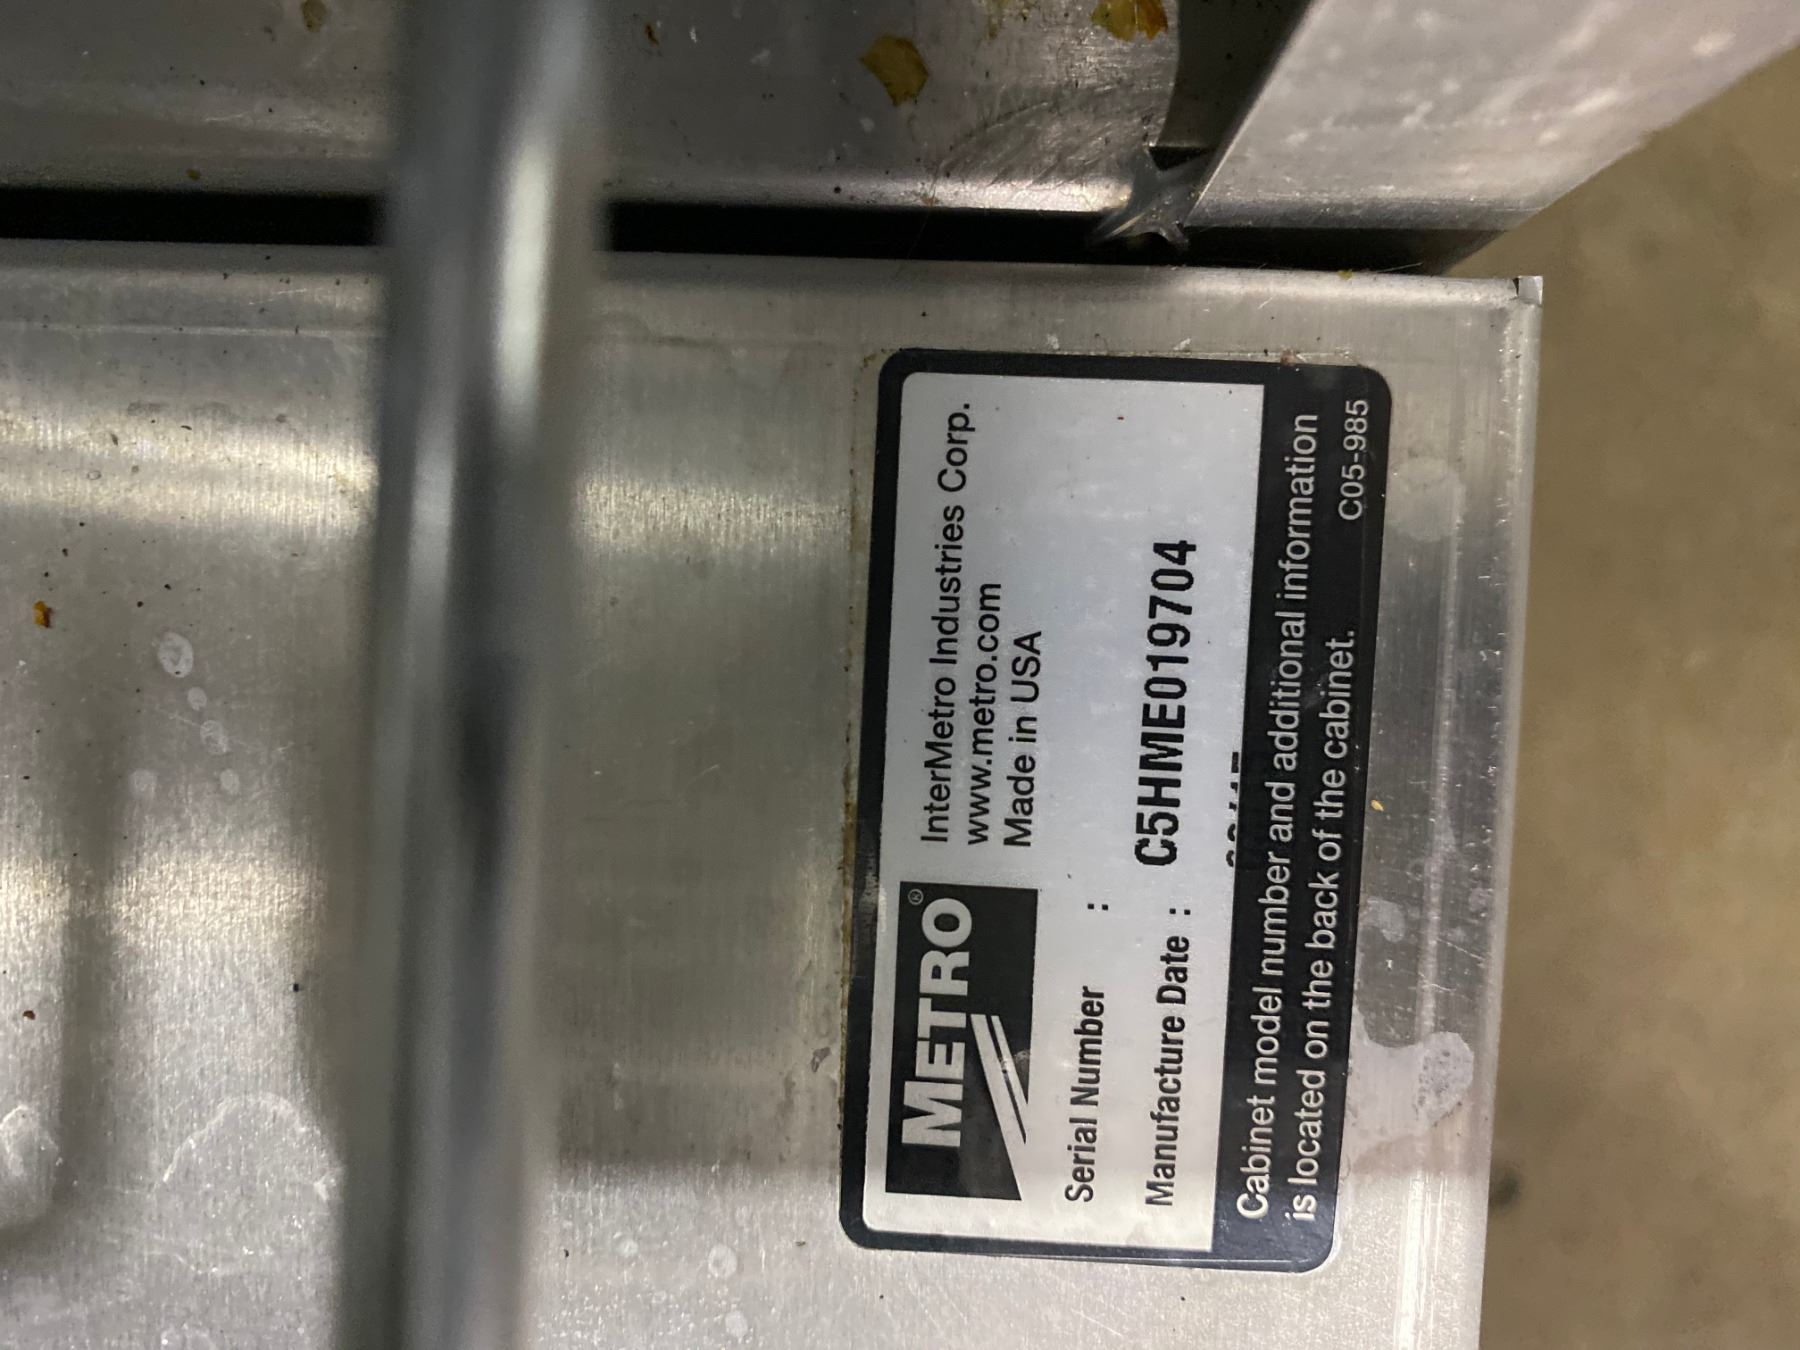 METRO®
InterMetro Industries Corp.
www.metro.com
Made in USA
Serial Number :
Manufacture Date : C5HME019704
Cabinet model number and additional information
is located on the back of the cabinet.
C05-985